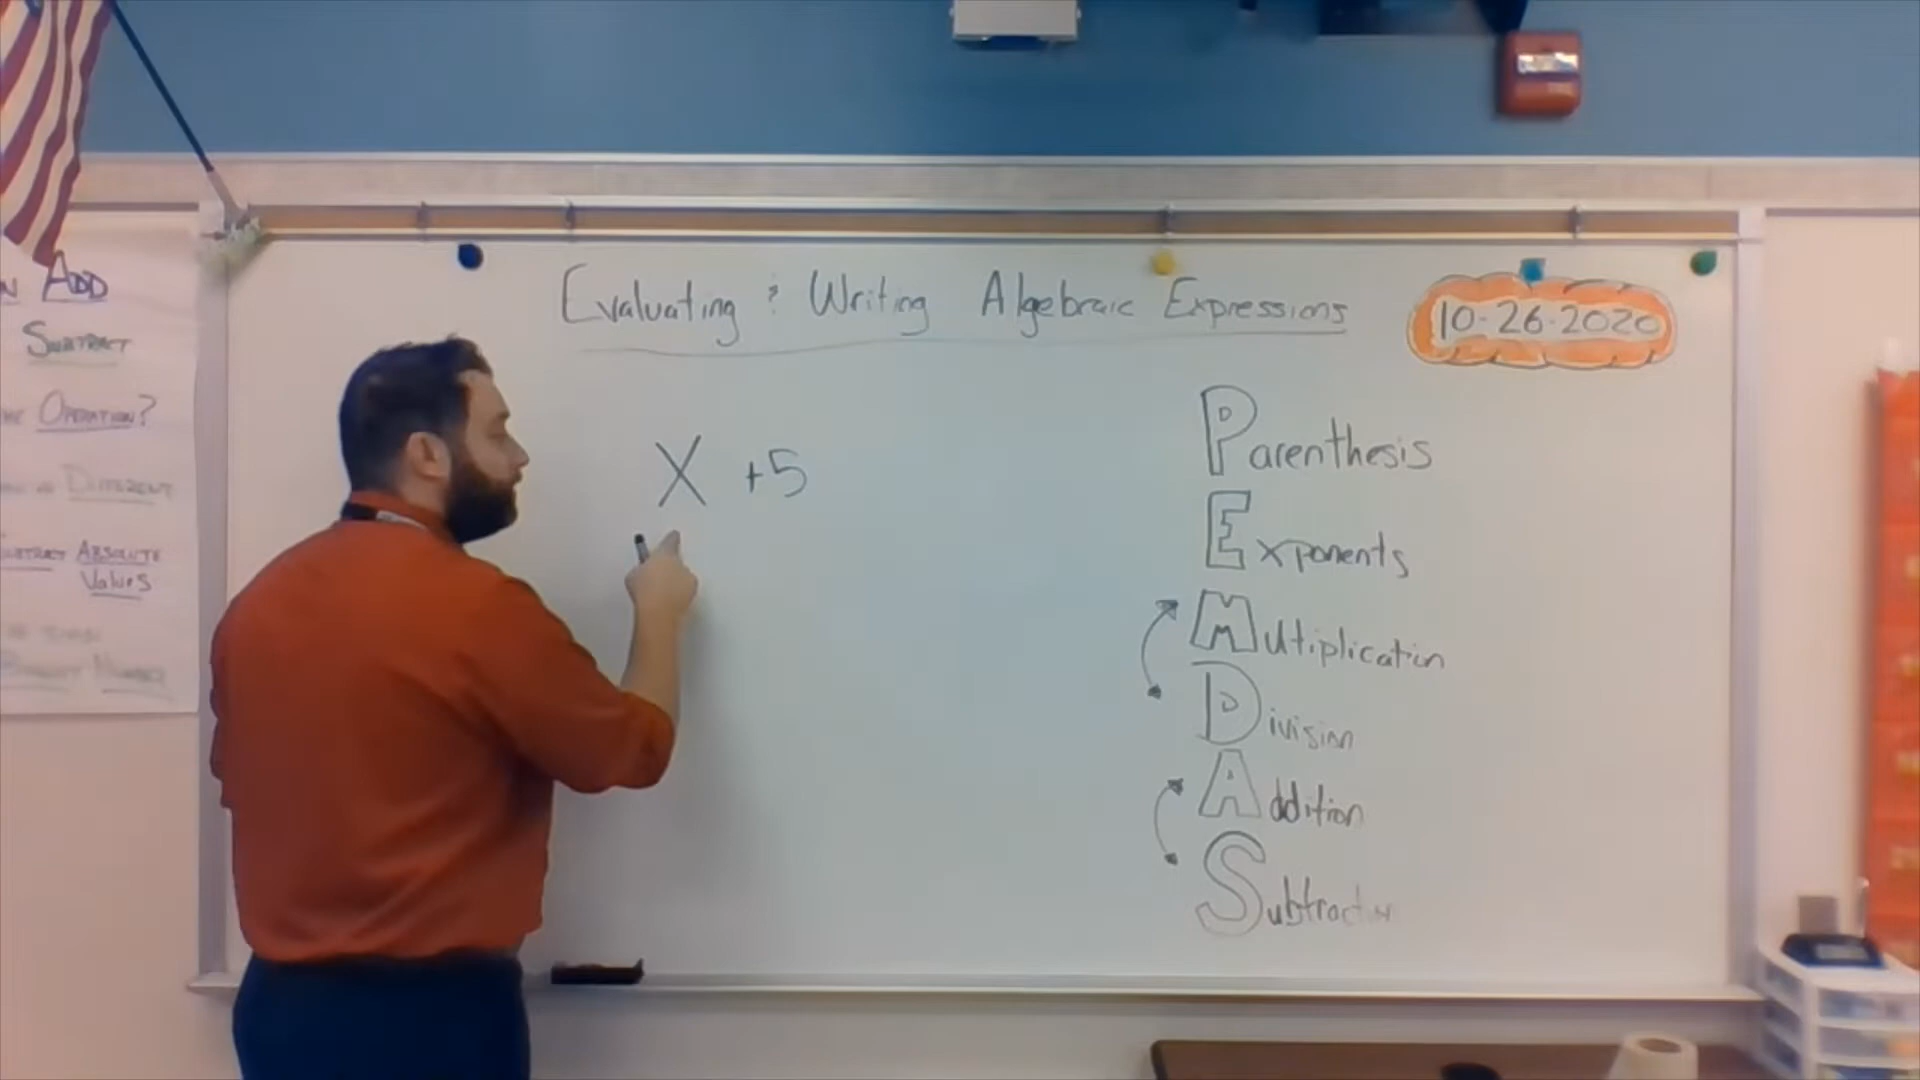 ADD
SUBTRACT
OPERATION?
DIFFERENT
ABSOLUTE
VALUES
NUMBER
Evaluating & Writing Algebraic Expressions
10-26-2020
X +5
Parenthesis
Exponents
Multiplication
Division
Addition
Subtraction